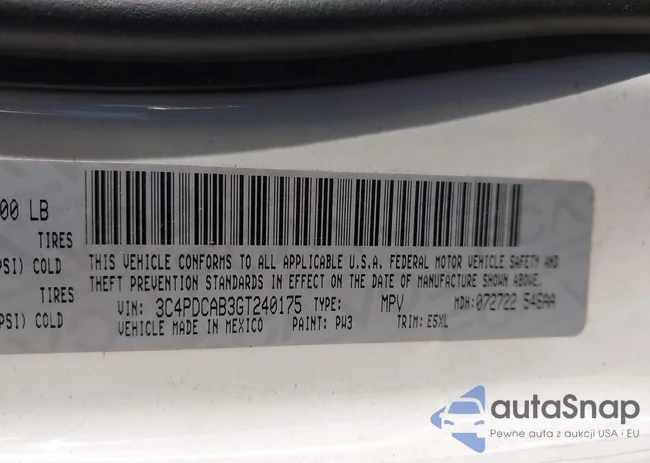 00 LB
TIRES
PSI) COLD
TIRES
PSI) COLD
THIS VEHICLE CONFORMS TO ALL APPLICABLE U.S.A. FEDERAL MOTOR VEHICLE SAFETY AND
THEFT PREVENTION STANDARDS IN EFFECT ON THE DATE OF MANUFACTURE SHOWN ABOVE.
VIN: 3C4PDCAB3GT240175 TYPE: MPV MDH: 072722 546AA
VEHICLE MADE IN MEXICO PAINT: PW3 TRIM: E5XL
autaSnap
Pewne auta z aukcji USA i EU